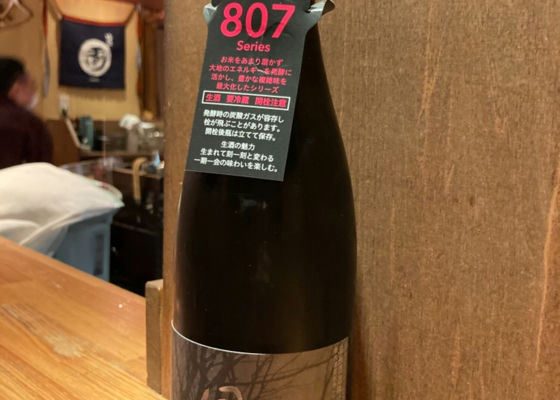 807
Series
お米をあまり磨かず
大地のエネルギーを発酵に
活かし、豊かな複雑味を
最大化したシリーズ
生酒 要冷蔵 開栓注意
発酵時の炭酸ガスが容存し
栓が飛ぶことがあります。
開栓後瓶は立てて保存。
生酒の魅力
生まれて刻一刻と変わる
一期一会の味わいを楽しむ。